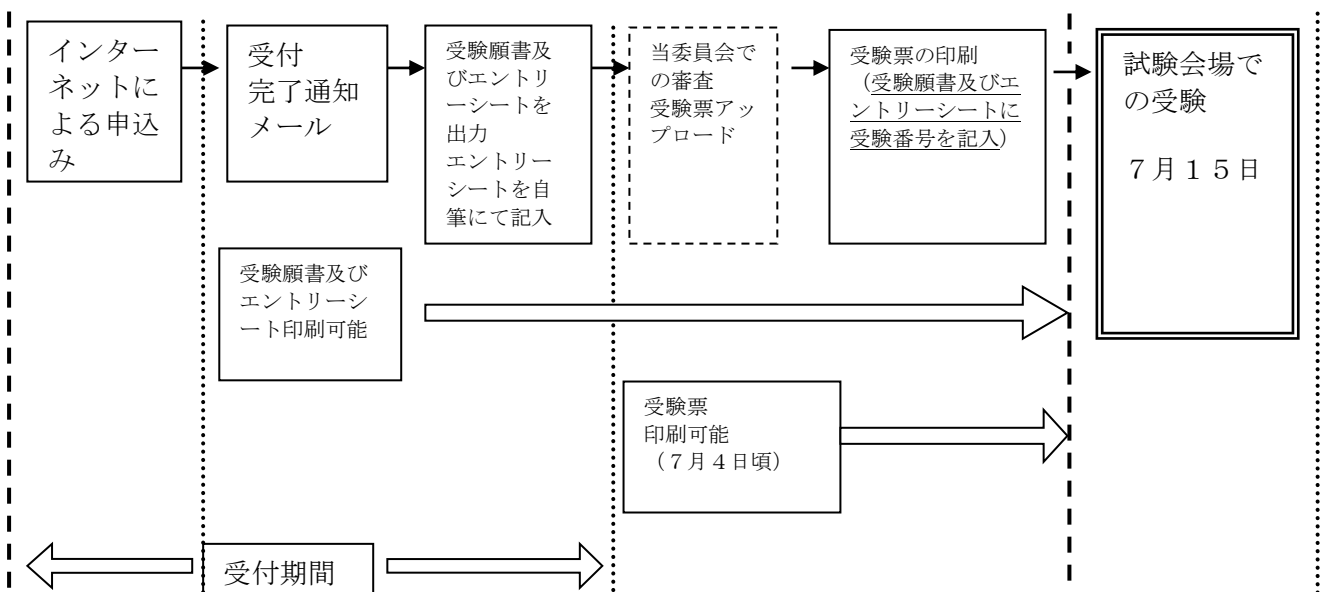 インター
ネットに
よる申込
み
受付
完了通知
メール
受験願書及
びエントリ
ーシートを
出力
エントリー
シートを自
筆にて記入
当委員会で
の審査
受験票アッ
プロード
受験票の印刷
（受験願書及びエ
ントリーシートに
受験番号を記入）
試験会場で
の受験
７月１５日
受験願書及び
エントリーシ
ート印刷可能
受験票
印刷可能
（７月４日頃）
受付期間